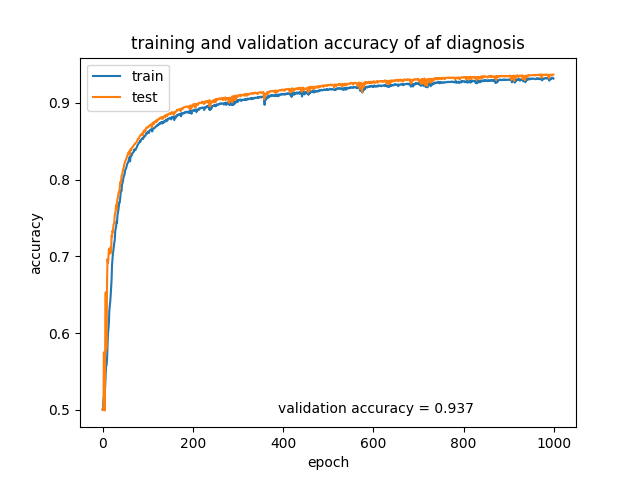 training and validation accuracy of af diagnosis
train
test
accuracy
0.9
0.8
0.7
0.6
0.5
validation accuracy = 0.937
0 200 400 600 800 1000
epoch